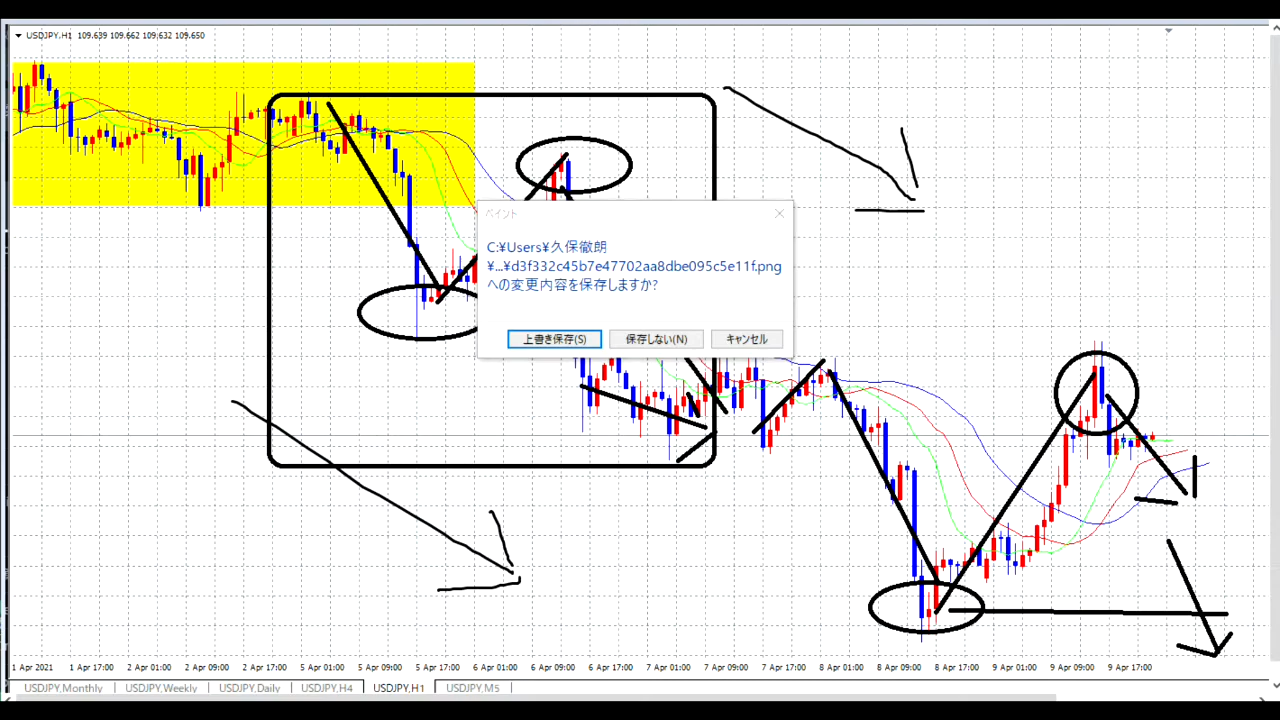 USDJPY,H1 109.639 109.662 109.632 109.650
ペイント
C:¥Users¥久保徹朗
¥...¥d3f332c45b7e47702aa8dbe095c5e11f.png
への変更内容を保存しますか?
上書き保存(S) 保存しない(N) キャンセル
1 Apr 2021 1 Apr 17:00 2 Apr 01:00 2 Apr 09:00 2 Apr 17:00 5 Apr 01:00 5 Apr 09:00 5 Apr 17:00 6 Apr 01:00 6 Apr 09:00 6 Apr 17:00 7 Apr 01:00 7 Apr 09:00 7 Apr 17:00 8 Apr 01:00 8 Apr 09:00 8 Apr 17:00 9 Apr 01:00 9 Apr 09:00 9 Apr 17:00
USDJPY,Monthly USDJPY,Weekly USDJPY,Daily USDJPY,H4 USDJPY,H1 USDJPY,M5